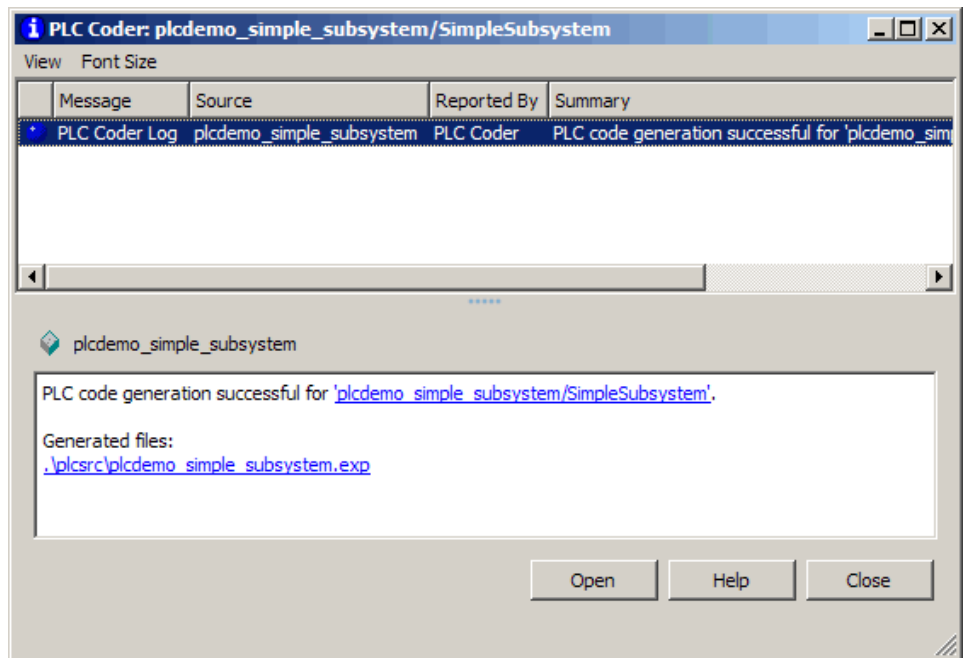 PLC Coder: plcdemo_simple_subsystem/SimpleSubsystem
View Font Size
Message Source Reported By Summary
PLC Coder Log plcdemo_simple_subsystem PLC Coder PLC code generation successful for 'plcdemo_sim
plcdemo_simple_subsystem
PLC code generation successful for 'plcdemo_simple_subsystem/SimpleSubsystem'.
Generated files:
.\plcsrc\plcdemo_simple_subsystem.exp
Open Help Close